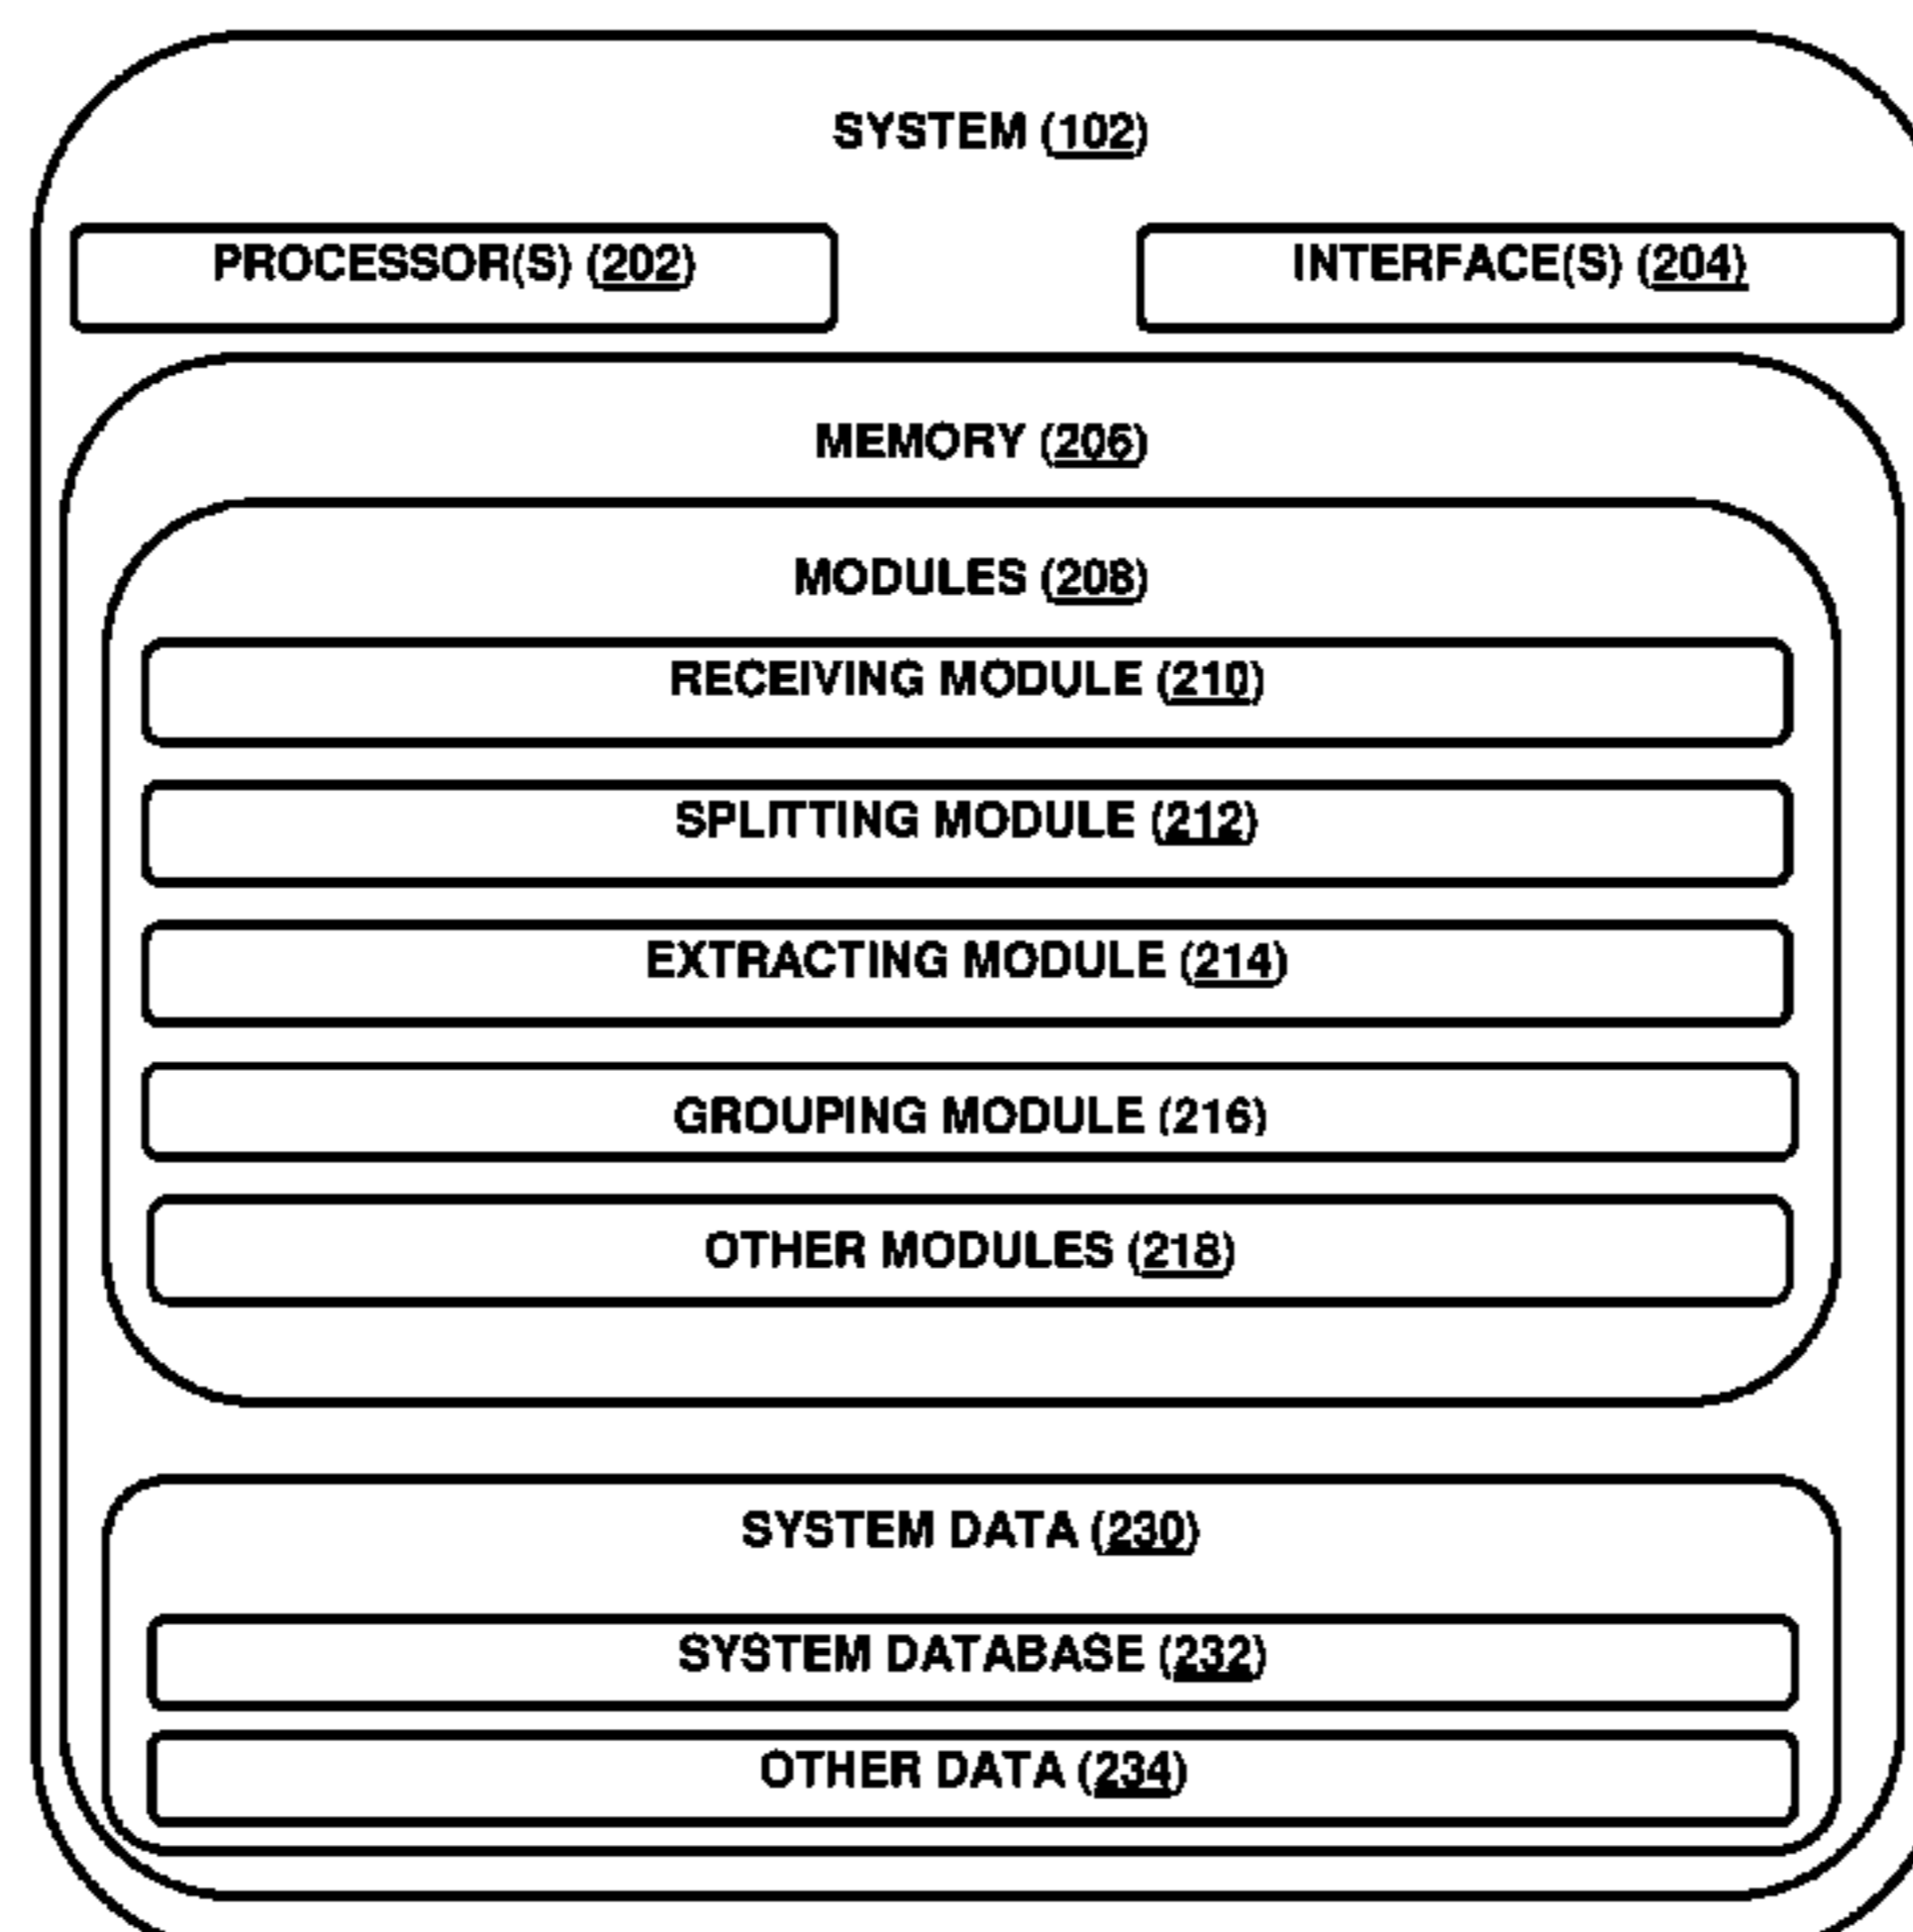 SYSTEM (102)
PROCESSOR(S) (202)
INTERFACE(S) (204)
MEMORY (206)
MODULES (208)
RECEIVING MODULE (210)
SPLITTING MODULE (212)
EXTRACTING MODULE (214)
GROUPING MODULE (216)
OTHER MODULES (218)
SYSTEM DATA (230)
SYSTEM DATABASE (232)
OTHER DATA (234)